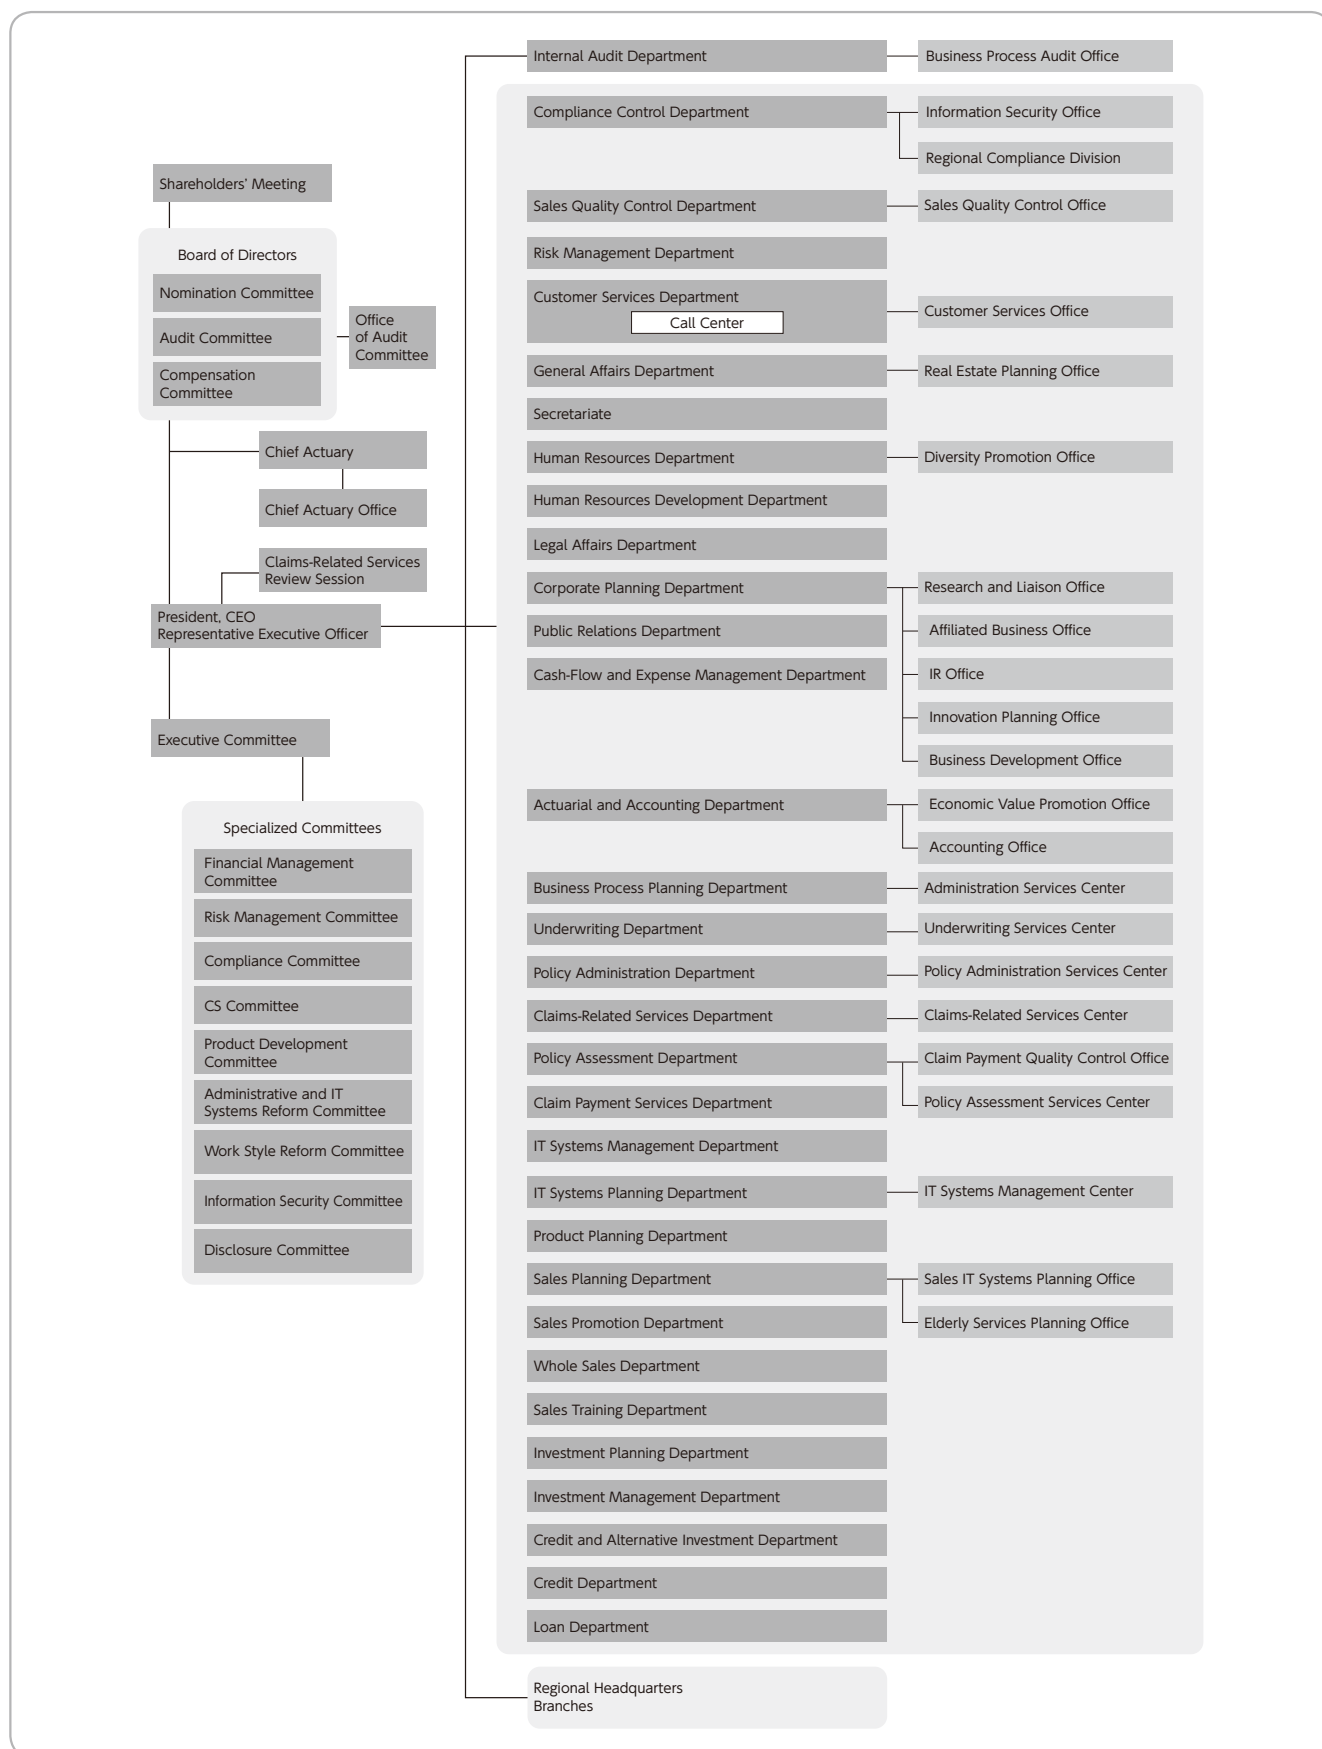 Shareholders' Meeting
Board of Directors
Nomination Committee
Audit Committee
Compensation
Committee
Office
of Audit
Committee
Chief Actuary
Chief Actuary Office
Claims-Related Services
Review Session
President, CEO
Representative Executive Officer
Executive Committee
Specialized Committees
Financial Management
Committee
Risk Management Committee
Compliance Committee
CS Committee
Product Development
Committee
Administrative and IT
Systems Reform Committee
Work Style Reform Committee
Information Security Committee
Disclosure Committee
Internal Audit Department
Business Process Audit Office
Compliance Control Department
Information Security Office
Regional Compliance Division
Sales Quality Control Department
Sales Quality Control Office
Risk Management Department
Customer Services Department
Call Center
Customer Services Office
General Affairs Department
Real Estate Planning Office
Secretariate
Human Resources Department
Diversity Promotion Office
Human Resources Development Department
Legal Affairs Department
Corporate Planning Department
Research and Liaison Office
Public Relations Department
Affiliated Business Office
Cash-Flow and Expense Management Department
IR Office
Innovation Planning Office
Business Development Office
Actuarial and Accounting Department
Economic Value Promotion Office
Accounting Office
Business Process Planning Department
Administration Services Center
Underwriting Department
Underwriting Services Center
Policy Administration Department
Policy Administration Services Center
Claims-Related Services Department
Claims-Related Services Center
Policy Assessment Department
Claim Payment Quality Control Office
Claim Payment Services Department
Policy Assessment Services Center
IT Systems Management Department
IT Systems Planning Department
IT Systems Management Center
Product Planning Department
Sales Planning Department
Sales IT Systems Planning Office
Sales Promotion Department
Elderly Services Planning Office
Whole Sales Department
Sales Training Department
Investment Planning Department
Investment Management Department
Credit and Alternative Investment Department
Credit Department
Loan Department
Regional Headquarters
Branches